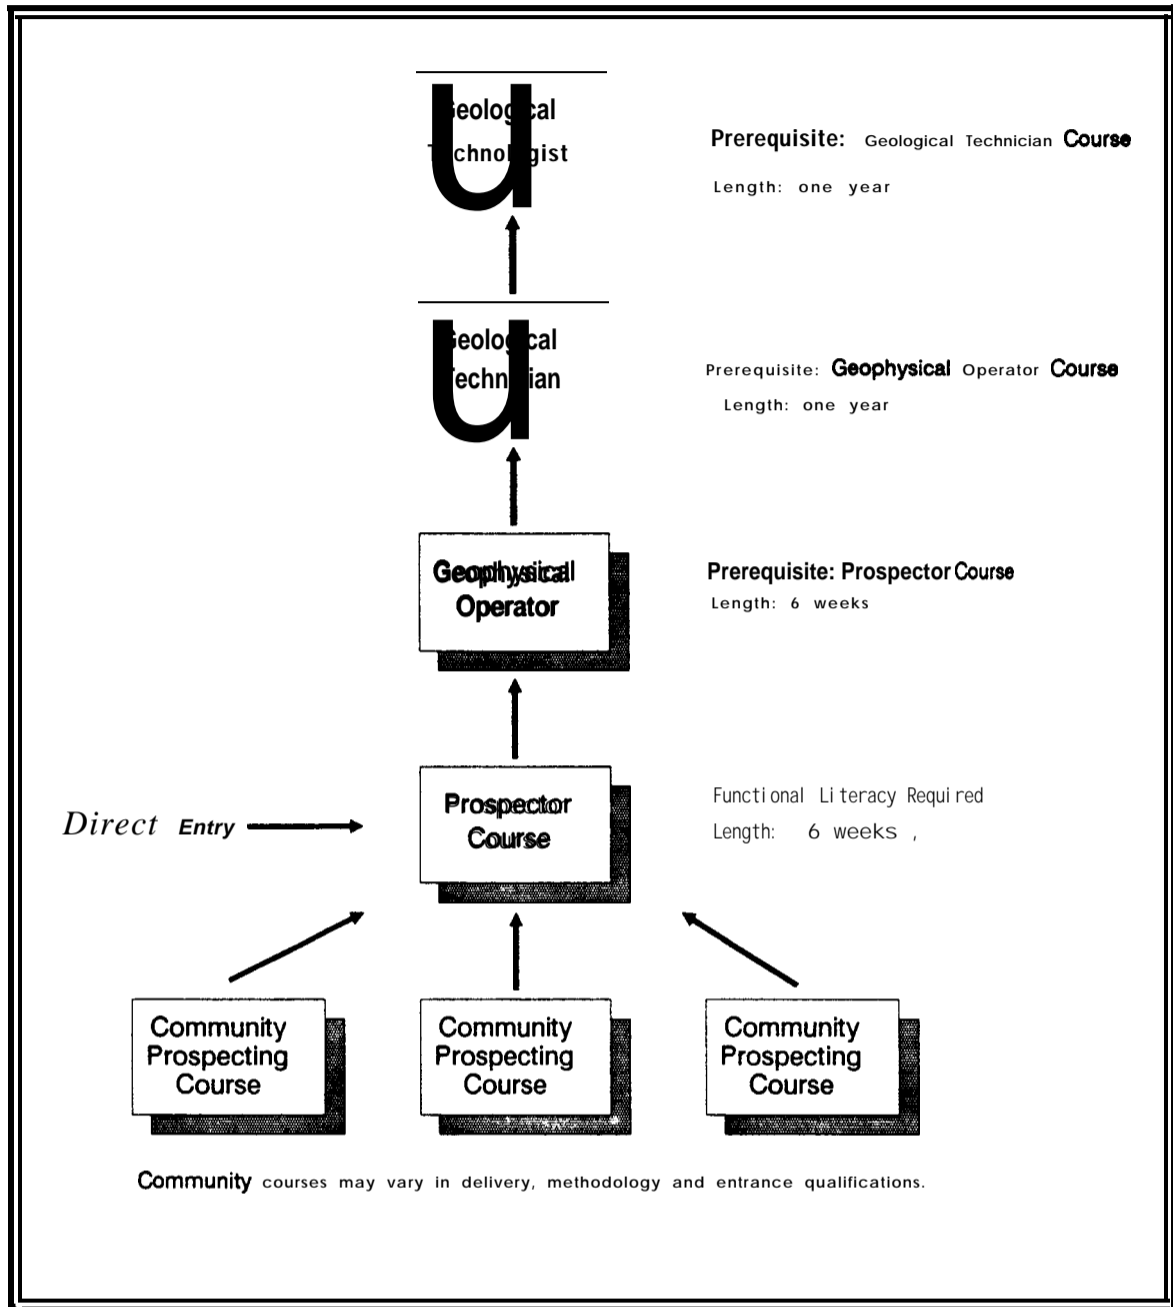 Geological
Technologist
Prerequisite: Geological Technician Course
Length: one year
Geological
Technician
Prerequisite: Geophysical Operator Course
Length: one year
Geophysical
Operator
Prerequisite: Prospector Course
Length: 6 weeks
Prospector
Course
Functional Literacy Required
Length: 6 weeks ,
Direct Entry
Community
Prospecting
Course
Community
Prospecting
Course
Community
Prospecting
Course
Community courses may vary in delivery, methodology and entrance qualifications.